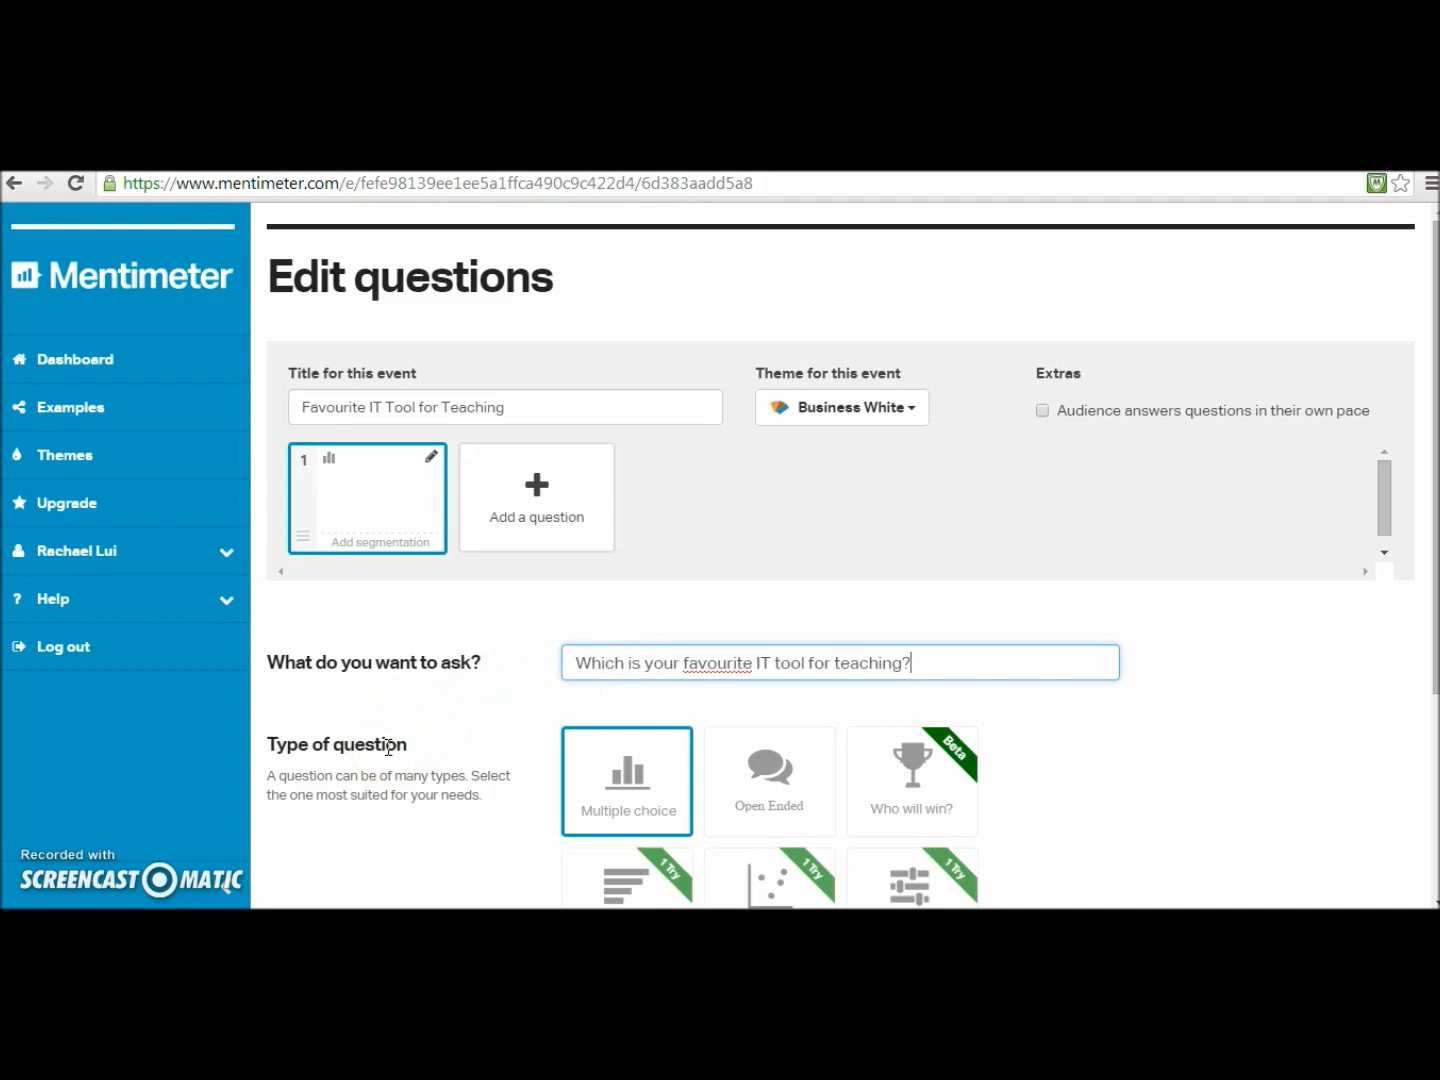 https://www.mentimeter.com/e/fefe98139ee1ee5a1ffca490c9c422d4/6d383aadd5a8
Mentimeter
Dashboard
Examples
Themes
Upgrade
Rachael Lui
Help
Log out
Recorded with
SCREENCAST MATIC
Edit questions
Title for this event
Theme for this event
Extras
Favourite IT Tool for Teaching
Business White
Audience answers questions in their own pace
1
Add segmentation
Add a question
What do you want to ask?
Which is your favourite IT tool for teaching?
Type of question
A question can be of many types. Select
the one most suited for your needs.
Multiple choice
Open Ended
Beta
Who will win?
1 Try
1 Try
1 Try